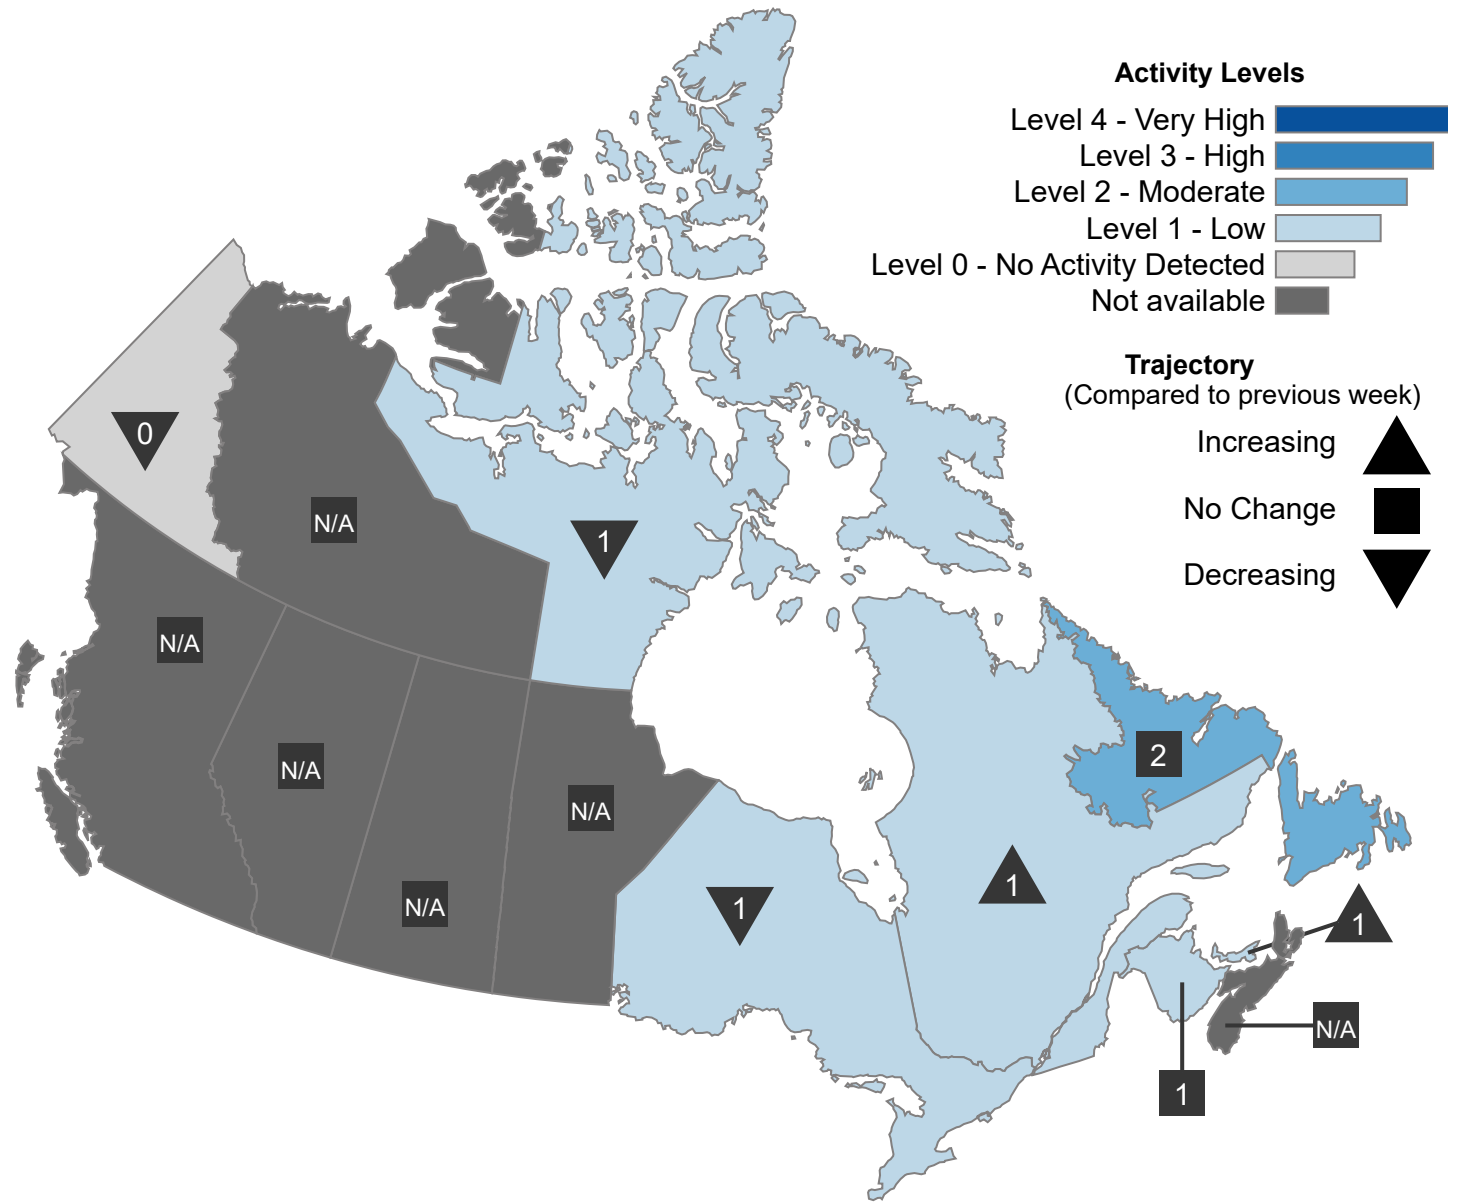 Activity Levels
Level 4 - Very High
Level 3 - High
Level 2 - Moderate
Level 1 - Low
Level 0 - No Activity Detected
Not available
Trajectory
(Compared to previous week)
Increasing
No Change
Decreasing
0
N/A
1
N/A
N/A
N/A
N/A
2
1
1
1
N/A
1